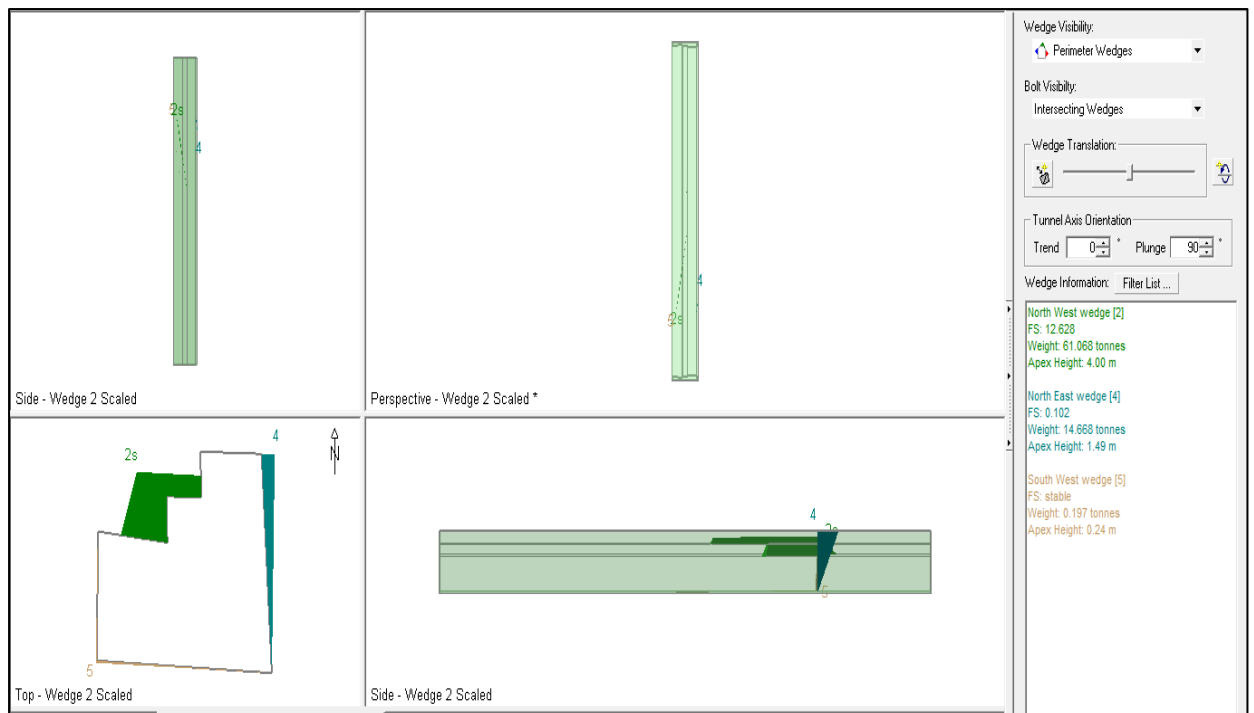 2s
4
Side - Wedge 2 Scaled
4
2s
Perspective - Wedge 2 Scaled *
4
2s
N
5
Top - Wedge 2 Scaled
4
5
Side - Wedge 2 Scaled
Wedge Visibility:
Perimeter Wedges
Bolt Visibilty:
Intersecting Wedges
Wedge Translation:
Tunnel Axis Orientation
Trend 0 ° Plunge 90 °
Wedge Information: Filter List ...
North West wedge [2]
FS: 12.628
Weight: 61.068 tonnes
Apex Height: 4.00 m
North East wedge [4]
FS: 0.102
Weight: 14.668 tonnes
Apex Height: 1.49 m
South West wedge [5]
FS: stable
Weight: 0.197 tonnes
Apex Height: 0.24 m